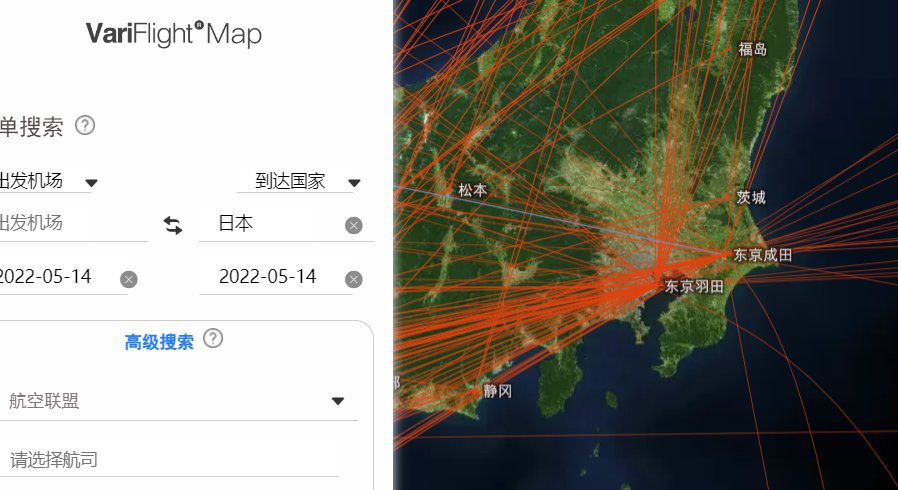 VariFlight® Map
单搜索 ?
出发机场
到达国家
出发机场
日本
2022-05-14
2022-05-14
高级搜索 ?
航空联盟
请选择航司
福岛
松本
茨城
东京成田
东京羽田
静冈